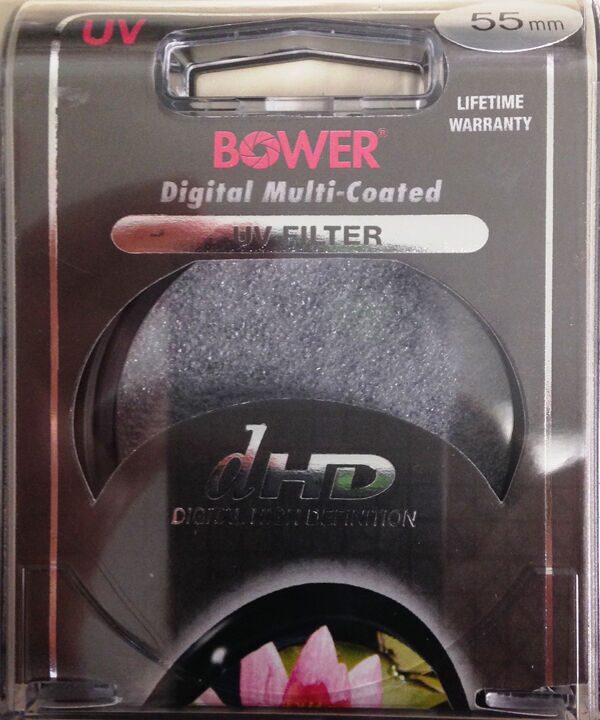 UV
55mm
LIFETIME
WARRANTY
BOWER®
Digital Multi-Coated
UV FILTER
dHD
DIGITAL HIGH DEFINITION